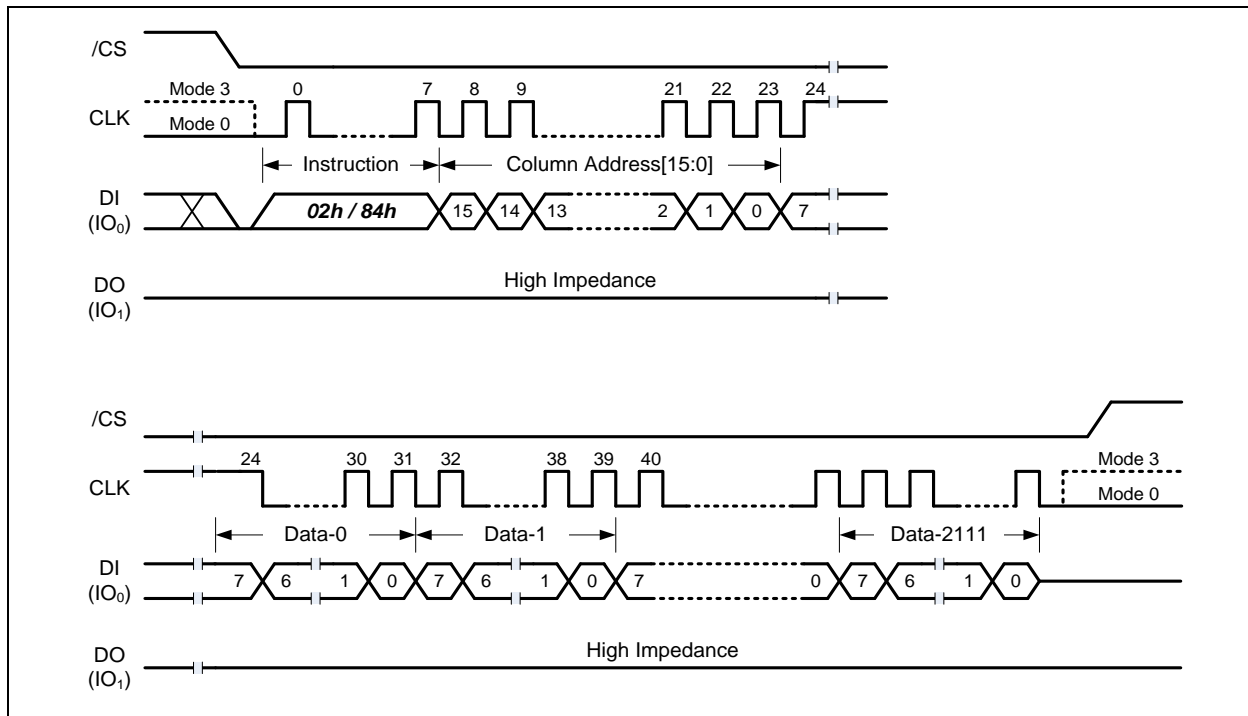 /CS
Mode 3 0 7 8 9 21 22 23 24
CLK
Mode 0
Instruction Column Address[15:0]
DI
(IO0)
02h / 84h 15 14 13 2 1 0 7
High Impedance
DO
(IO1)
/CS
24 30 31 32 38 39 40 Mode 3
CLK
Mode 0
Data-0 Data-1 Data-2111
DI
(IO0)
7 6 1 0 7 6 1 0 7 0 7 6 1 0
High Impedance
DO
(IO1)